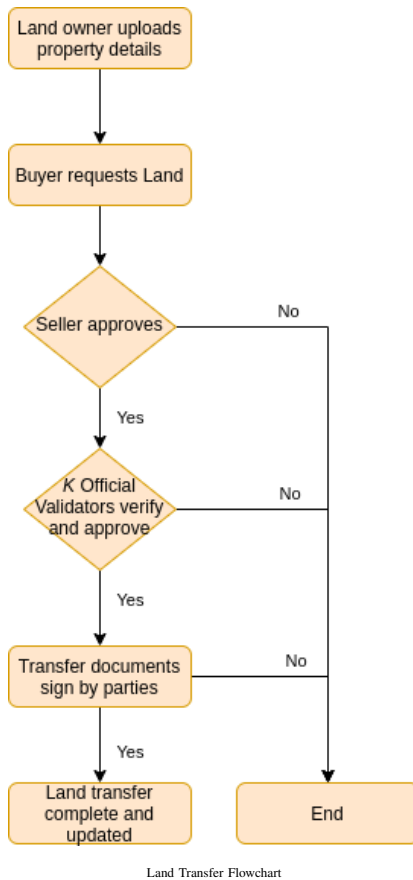 Land owner uploads
property details
Buyer requests Land
Seller approves
No
Yes
K Official
Validators verify
and approve
No
Yes
Transfer documents
sign by parties
No
Yes
Land transfer
complete and
updated
End
Land Transfer Flowchart